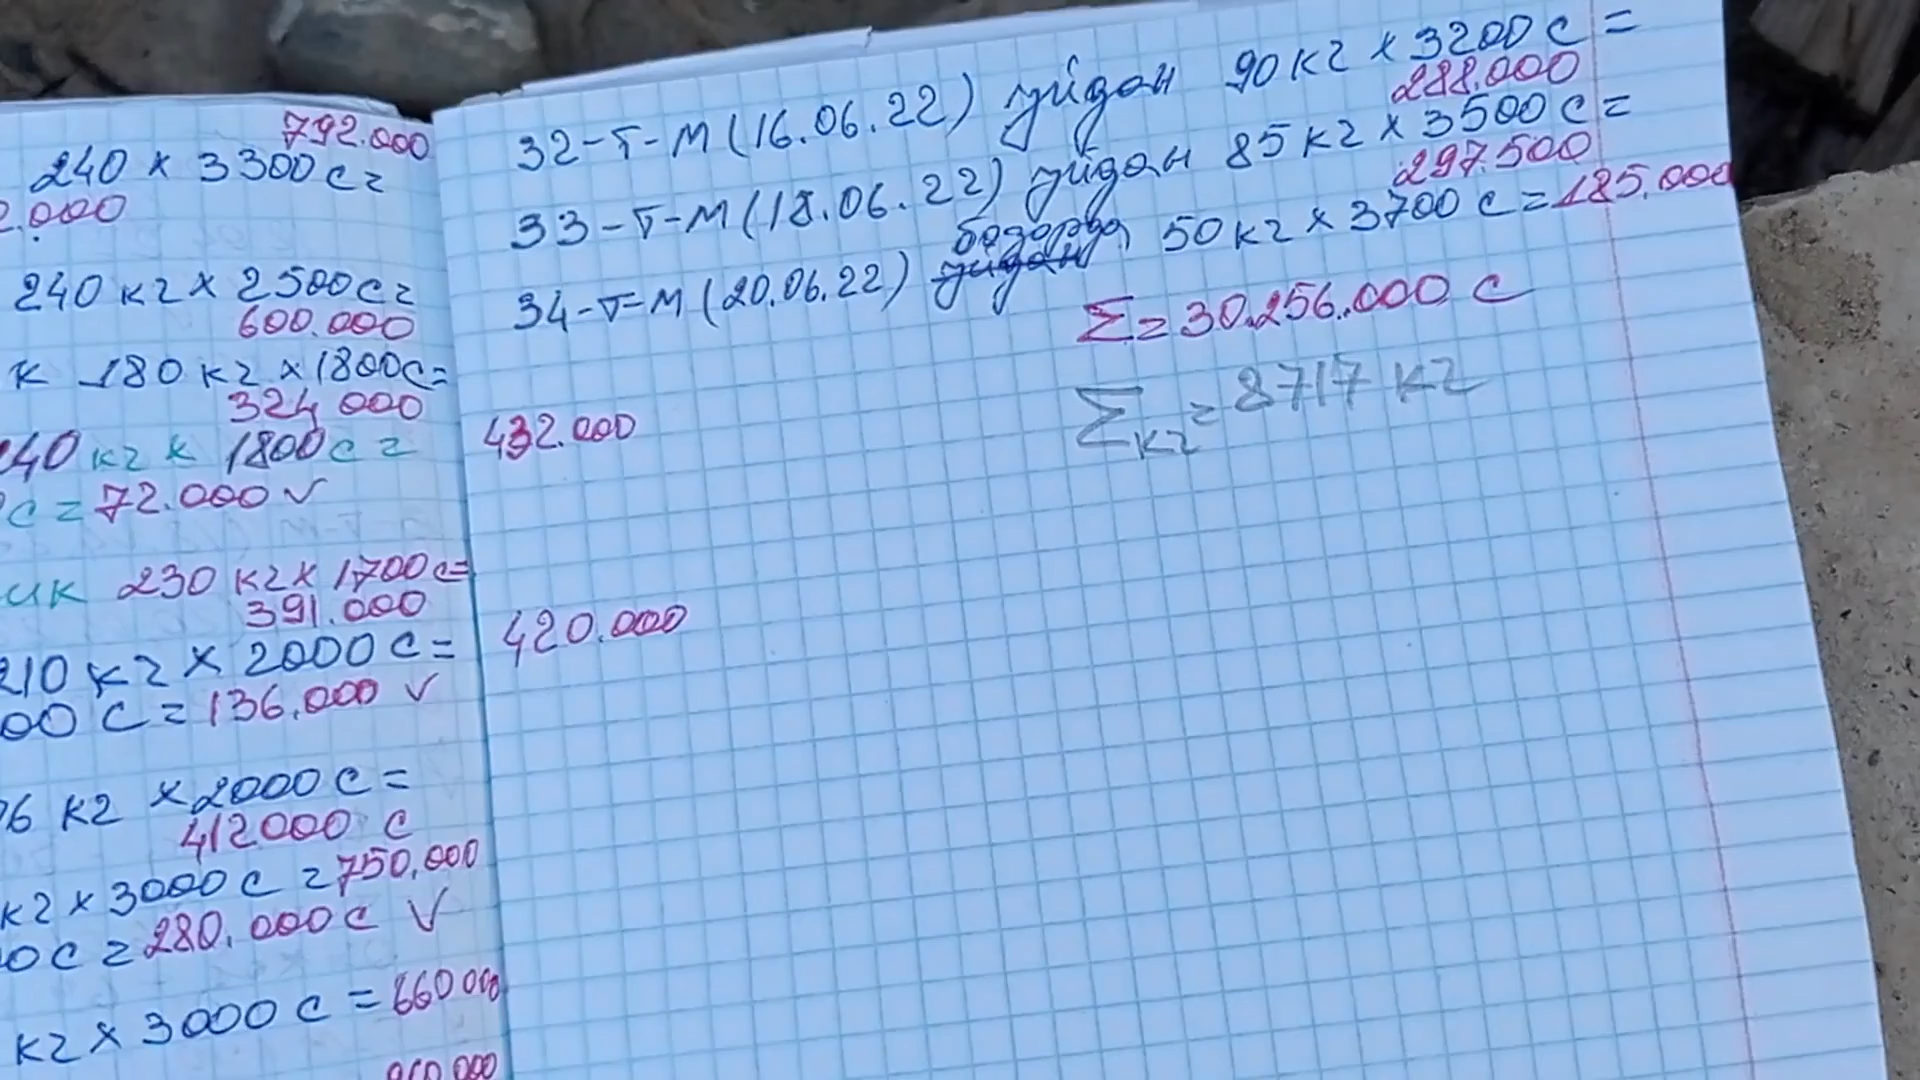 792.000
240 x 3300 с =
2.000
240 кг x 2500 с =
600.000
к 180 кг x 1800 с =
324 000
240 кг x 1800 с = 432.000
с = 72.000 √
ик 230 кг x 1700 с =
391.000
210 кг x 2000 с = 420.000
00 С = 136.000 √
06 кг x 2000 С =
412000 с
кг x 3000 С = 750.000
0 С = 280.000 С √
кг x 3000 С = 660 000
32-Т-М (16.06.22) уйдан 90 кг x 3200 С =
288.000
33-Т-М (18.06.22) уйдан 85 кг x 3500 С =
297.500
34-Т-М (20.06.22) бозорда 50 кг x 3700 С = 185.000
Σ = 30.256.000 С
Σкг = 8717 кг